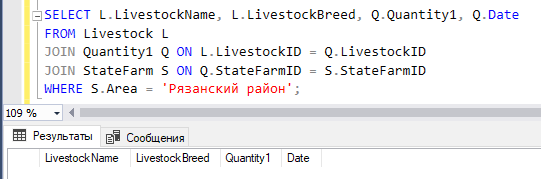 SELECT L.LivestockName, L.LivestockBreed, Q.Quantity1, Q.Date
FROM Livestock L
JOIN Quantity1 Q ON L.LivestockID = Q.LivestockID
JOIN StateFarm S ON Q.StateFarmID = S.StateFarmID
WHERE S.Area = 'Рязанский район';
109 %
Результаты Сообщения
LivestockName LivestockBreed Quantity1 Date